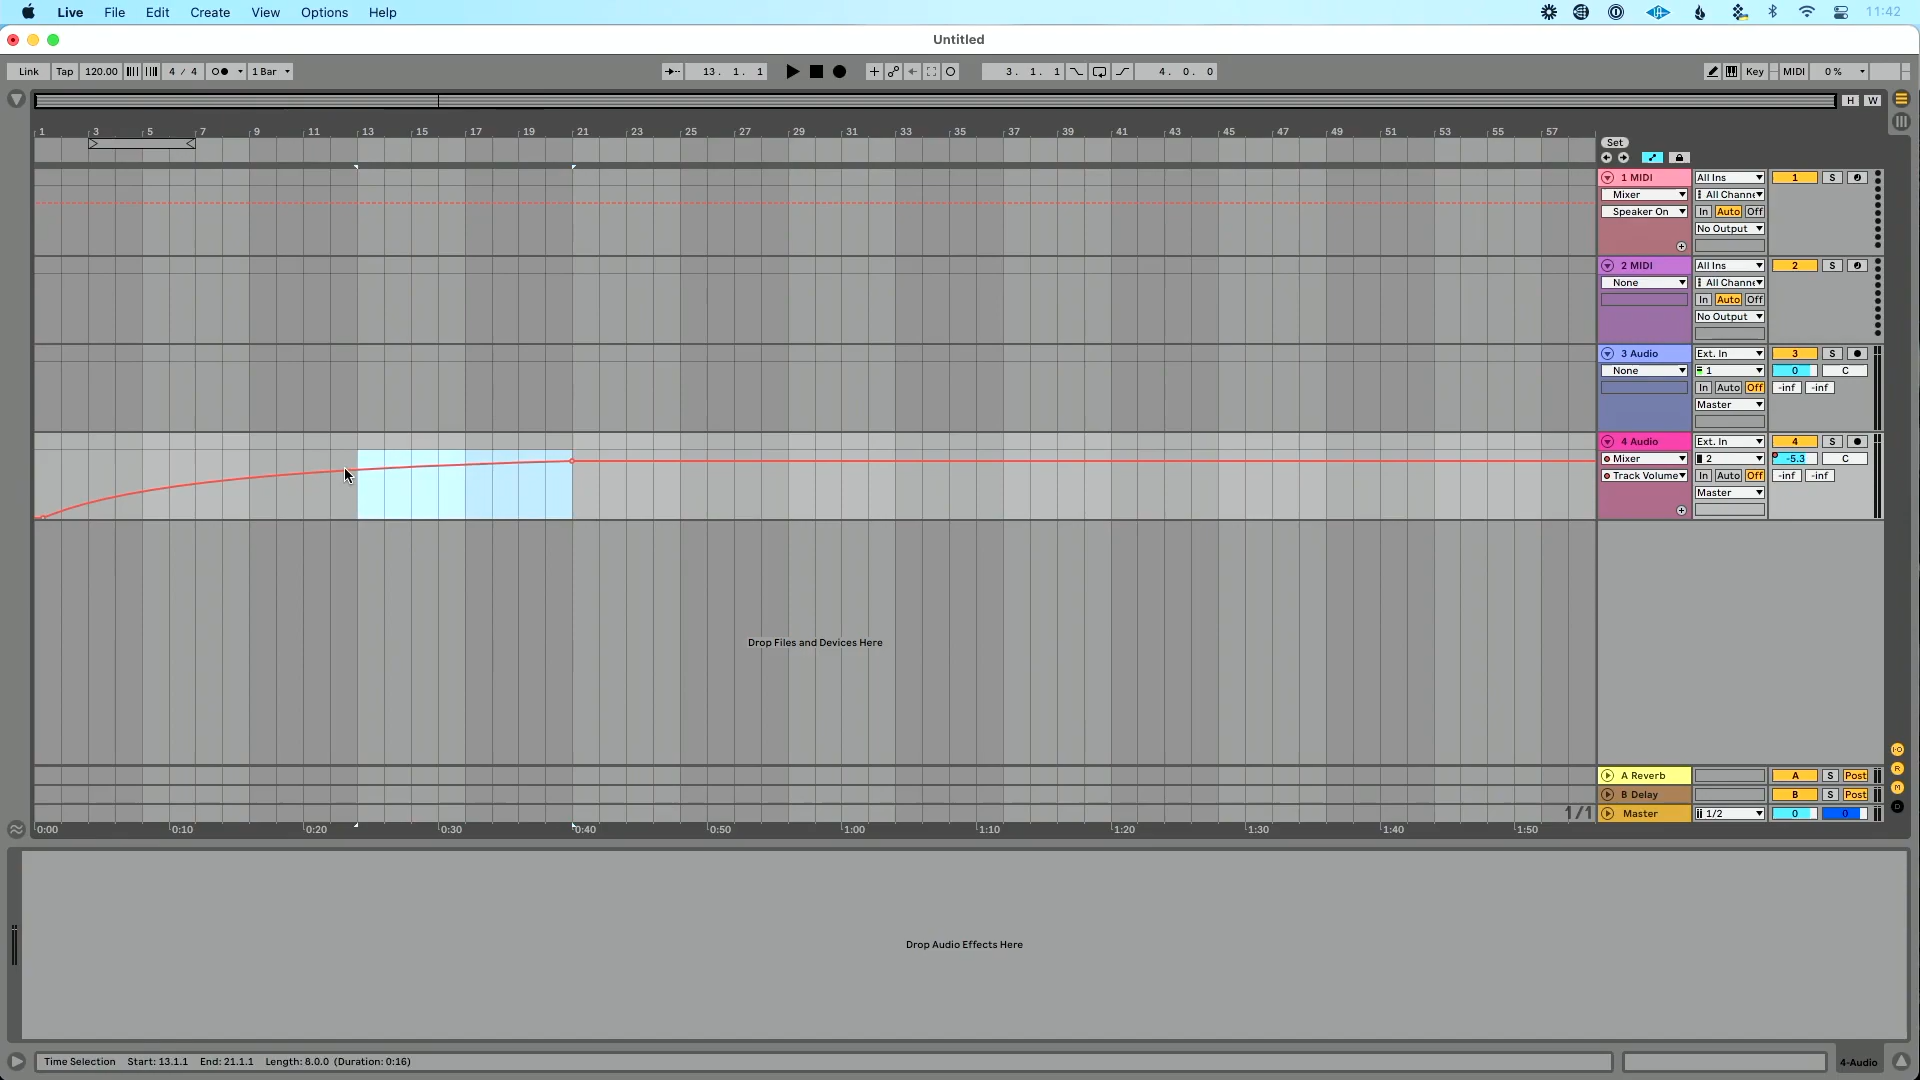 Live File Edit Create View Options Help 11:42
Untitled
Link Tap 120.00 4 / 4 1 Bar 13. 1. 1 3. 1. 1 4. 0. 0 Key MIDI 0 %
H W
1 3 5 7 9 11 13 15 17 19 21 23 25 27 29 31 33 35 37 39 41 43 45 47 49 51 53 55 57
Set
1 MIDI All Ins 1 S
Mixer All Channe
Speaker On In Auto Off
No Output
2 MIDI All Ins 2 S
None All Channe
In Auto Off
No Output
3 Audio Ext. In 3 S
None 1 0 C
In Auto Off -inf -inf
Master
4 Audio Ext. In 4 S
Mixer 2 -5.3 C
Track Volume In Auto Off -inf -inf
Master
Drop Files and Devices Here
A Reverb A S Post
B Delay B S Post
1/1 Master 1/2 0 0
0:00 0:10 0:20 0:30 0:40 0:50 1:00 1:10 1:20 1:30 1:40 1:50
Drop Audio Effects Here
Time Selection Start: 13.1.1 End: 21.1.1 Length: 8.0.0 (Duration: 0:16) 4-Audio